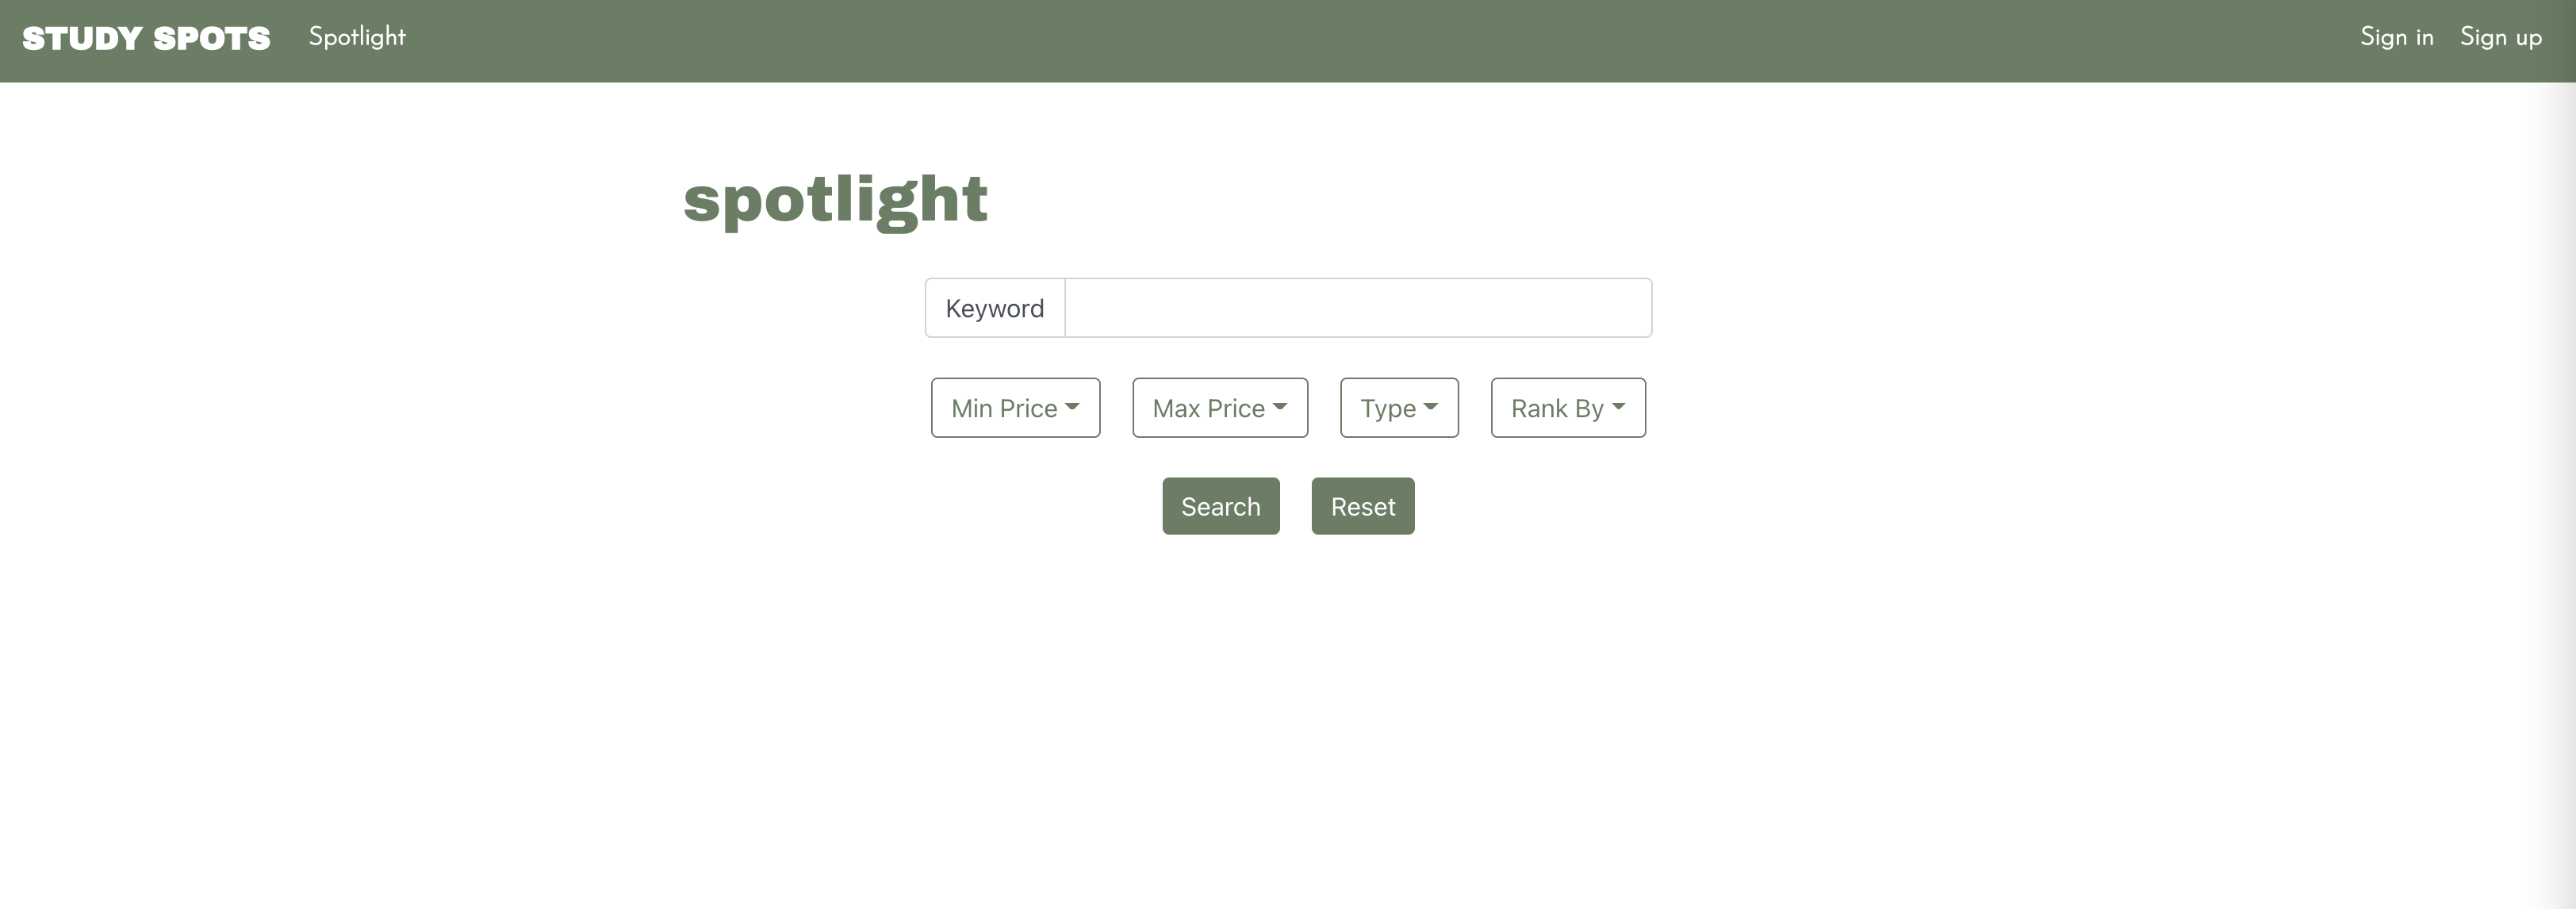 STUDY SPOTS Spotlight Sign in Sign up
spotlight
Keyword
Min Price Max Price Type Rank By
Search Reset